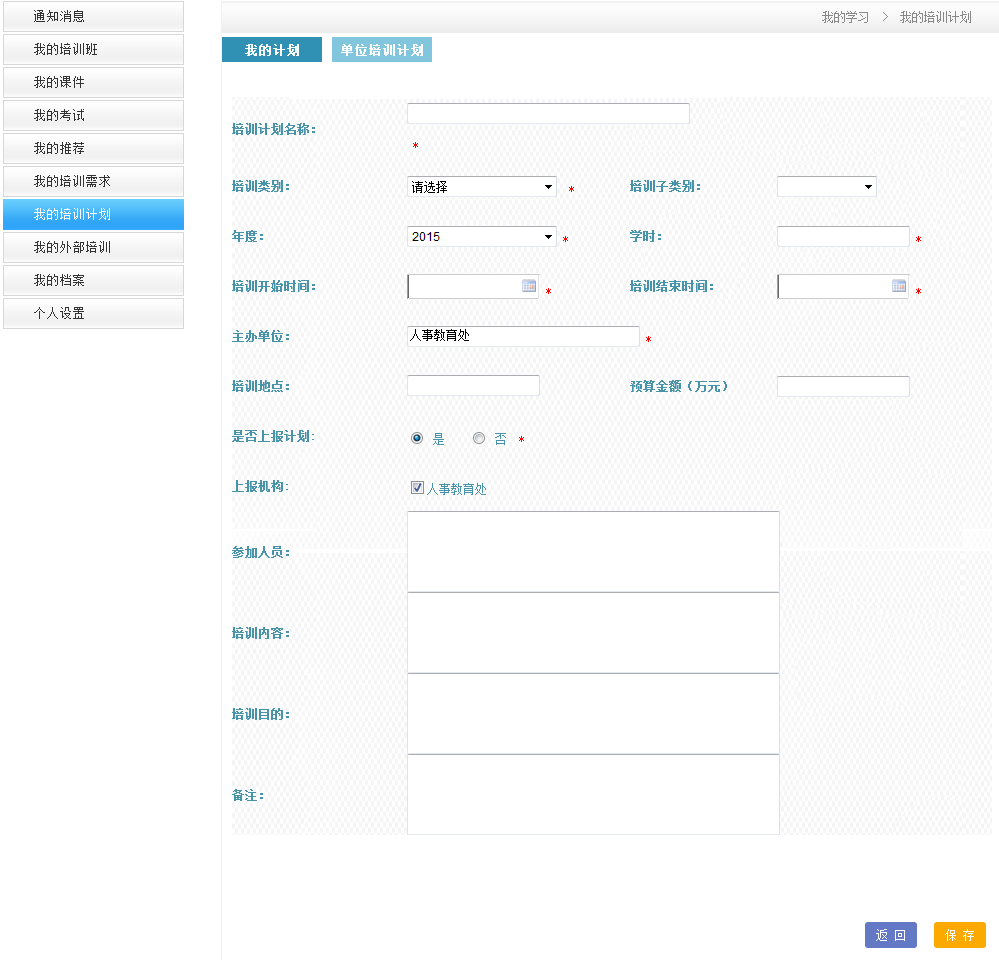 通知消息
我的培训班
我的课件
我的考试
我的推荐
我的培训需求
我的培训计划
我的外部培训
我的档案
个人设置
我的学习 > 我的培训计划
我的计划 单位培训计划
培训计划名称：
*
培训类别： 请选择 * 培训子类别：
年度： 2015 * 学时： *
培训开始时间： * 培训结束时间： *
主办单位： 人事教育处 *
培训地点： 预算金额（万元）
是否上报计划： 是 否 *
上报机构： 人事教育处
参加人员：
培训内容：
培训目的：
备注：
返 回 保 存